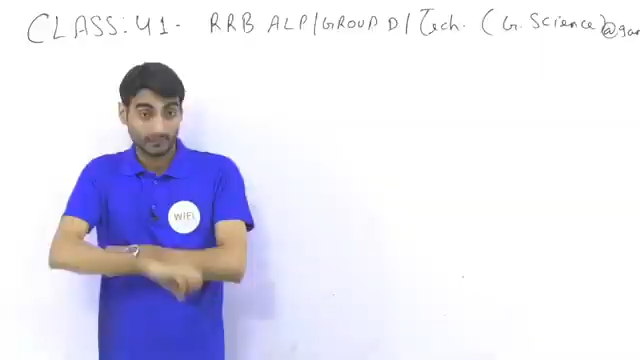 CLASS: 41. RRB ALP/GROUP D/Tech. (G. Science)
WIFI